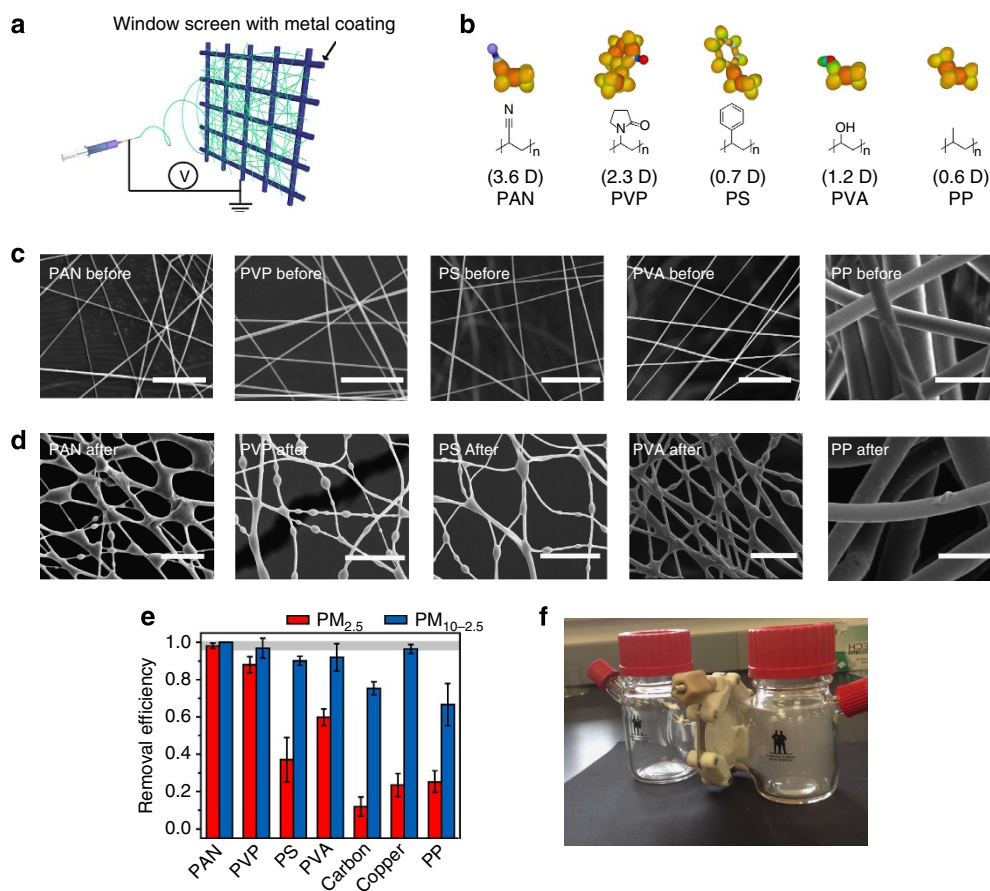 a
Window screen with metal coating
V
b
N
N
O
OH
n
n
n
n
n
(3.6 D)
(2.3 D)
(0.7 D)
(1.2 D)
(0.6 D)
PAN
PVP
PS
PVA
PP
c
PAN before
PVP before
PS before
PVA before
PP before
d
PAN after
PVP after
PS After
PVA after
PP after
e
PM2.5
PM10–2.5
Removal efficiency
1.0
0.8
0.6
0.4
0.2
0.0
PAN
PVP
PS
PVA
Carbon
Copper
PP
f